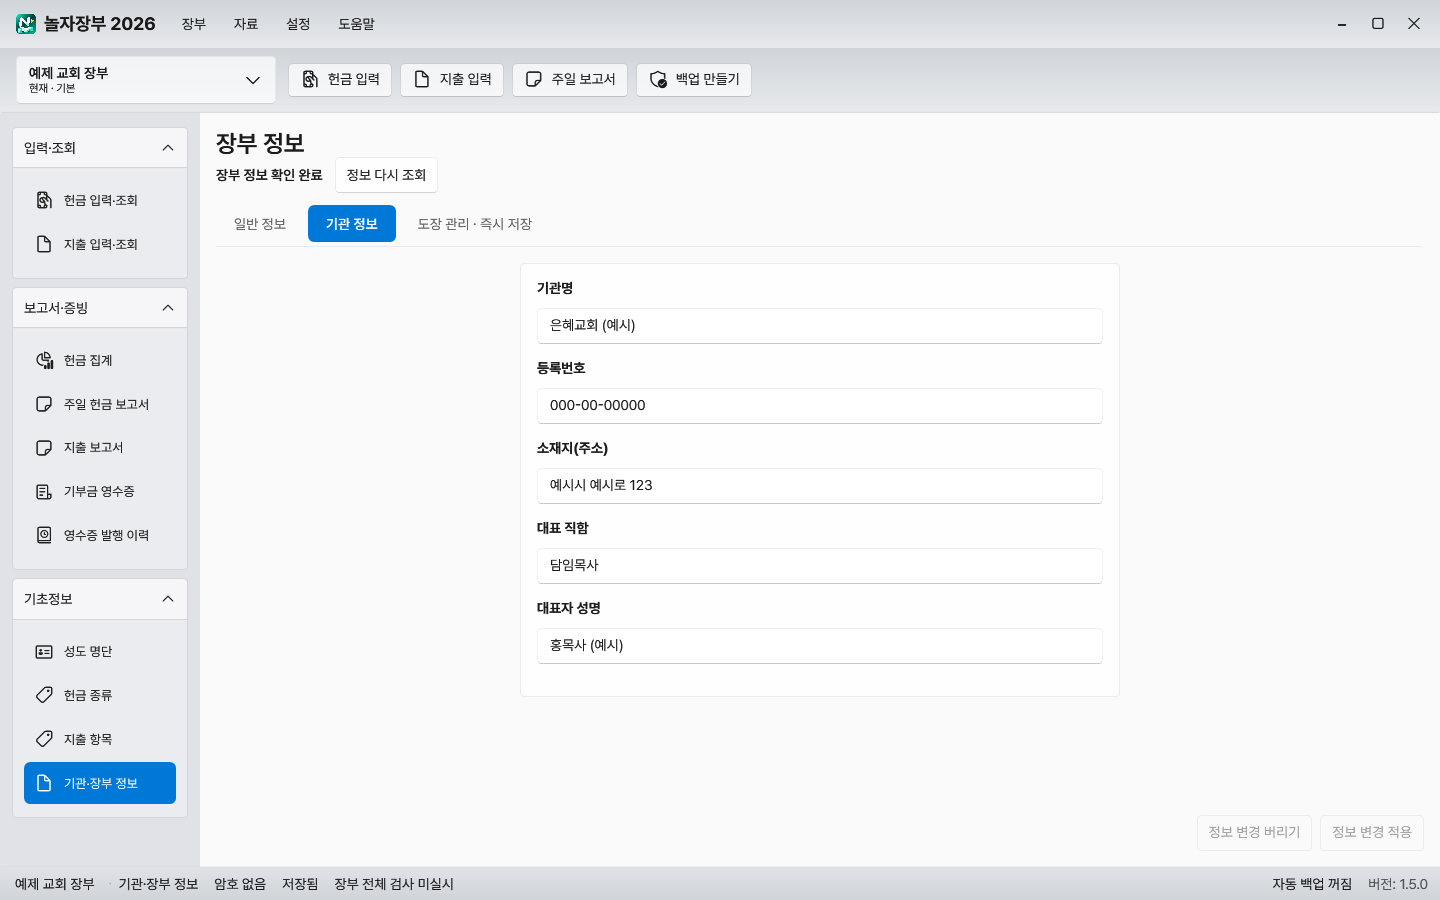 놀자장부 2026
장부 자료 설정 도움말
예제 교회 장부
현재 · 기본
헌금 입력
지출 입력
주일 보고서
백업 만들기
입력·조회
헌금 입력·조회
지출 입력·조회
보고서·증빙
헌금 집계
주일 헌금 보고서
지출 보고서
기부금 영수증
영수증 발행 이력
기초정보
성도 명단
헌금 종류
지출 항목
기관·장부 정보
장부 정보
장부 정보 확인 완료 정보 다시 조회
일반 정보 기관 정보 도장 관리 · 즉시 저장
기관명
은혜교회 (예시)
등록번호
000-00-00000
소재지(주소)
예시시 예시로 123
대표 직함
담임목사
대표자 성명
홍목사 (예시)
정보 변경 버리기 정보 변경 적용
예제 교회 장부 · 기관·장부 정보 암호 없음 저장됨 장부 전체 검사 미실시 자동 백업 꺼짐 버전: 1.5.0